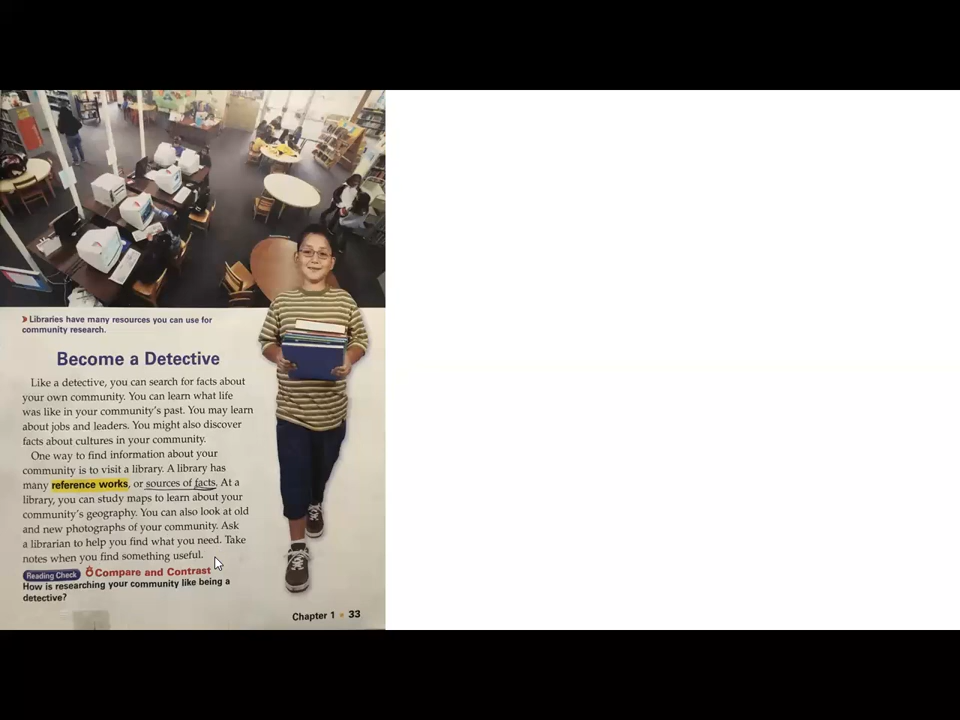 » Libraries have many resources you can use for
community research.
Become a Detective
Like a detective, you can search for facts about
your own community. You can learn what life
was like in your community's past. You may learn
about jobs and leaders. You might also discover
facts about cultures in your community.
One way to find information about your
community is to visit a library. A library has
many reference works, or sources of facts. At a
library, you can study maps to learn about your
community's geography. You can also look at old
and new photographs of your community. Ask
a librarian to help you find what you need. Take
notes when you find something useful.
Reading Check Compare and Contrast
How is researching your community like being a
detective?
Chapter 1 • 33